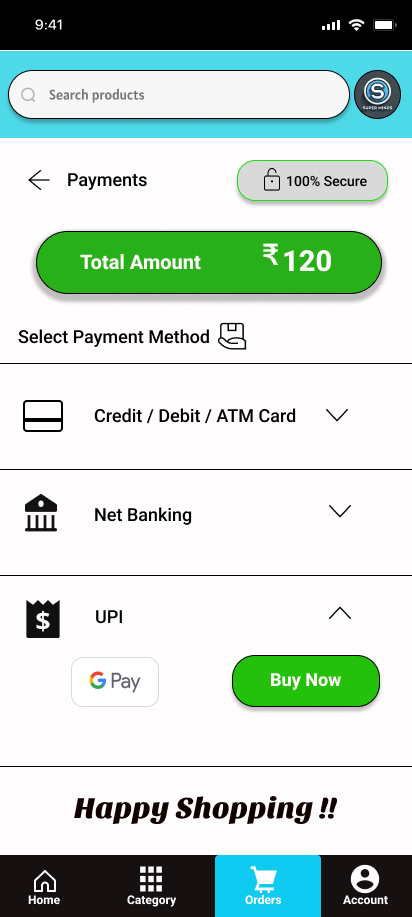 9:41
Search products
S
SUPER MINDS
Payments
100% Secure
Total Amount ₹120
Select Payment Method
Credit / Debit / ATM Card
Net Banking
$
UPI
G Pay
Buy Now
Happy Shopping !!
Home
Category
Orders
Account